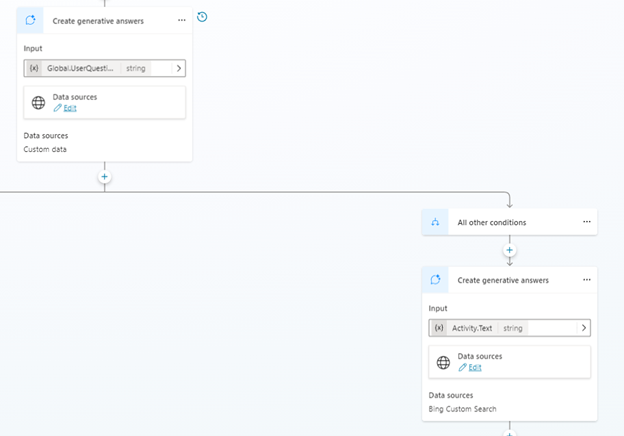 Create generative answers
Input
{x} Global.UserQuesti... string
Data sources
Edit
Data sources
Custom data
All other conditions
Create generative answers
Input
{x} Activity.Text string
Data sources
Edit
Data sources
Bing Custom Search